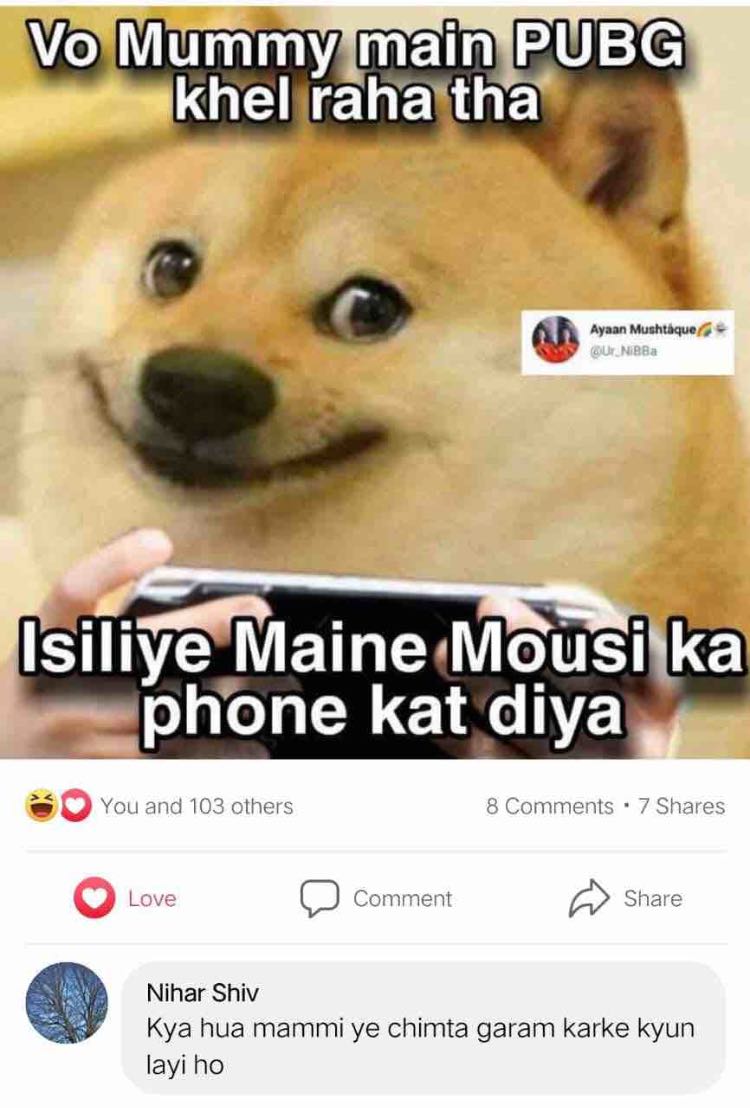 Vo Mummy main PUBG
khel raha tha
Ayaan Mushtaque🌈
@Ur_NiBBa
Isiliye Maine Mousi ka
phone kat diya
You and 103 others
8 Comments • 7 Shares
Love
Comment
Share
Nihar Shiv
Kya hua mammi ye chimta garam karke kyun
layi ho